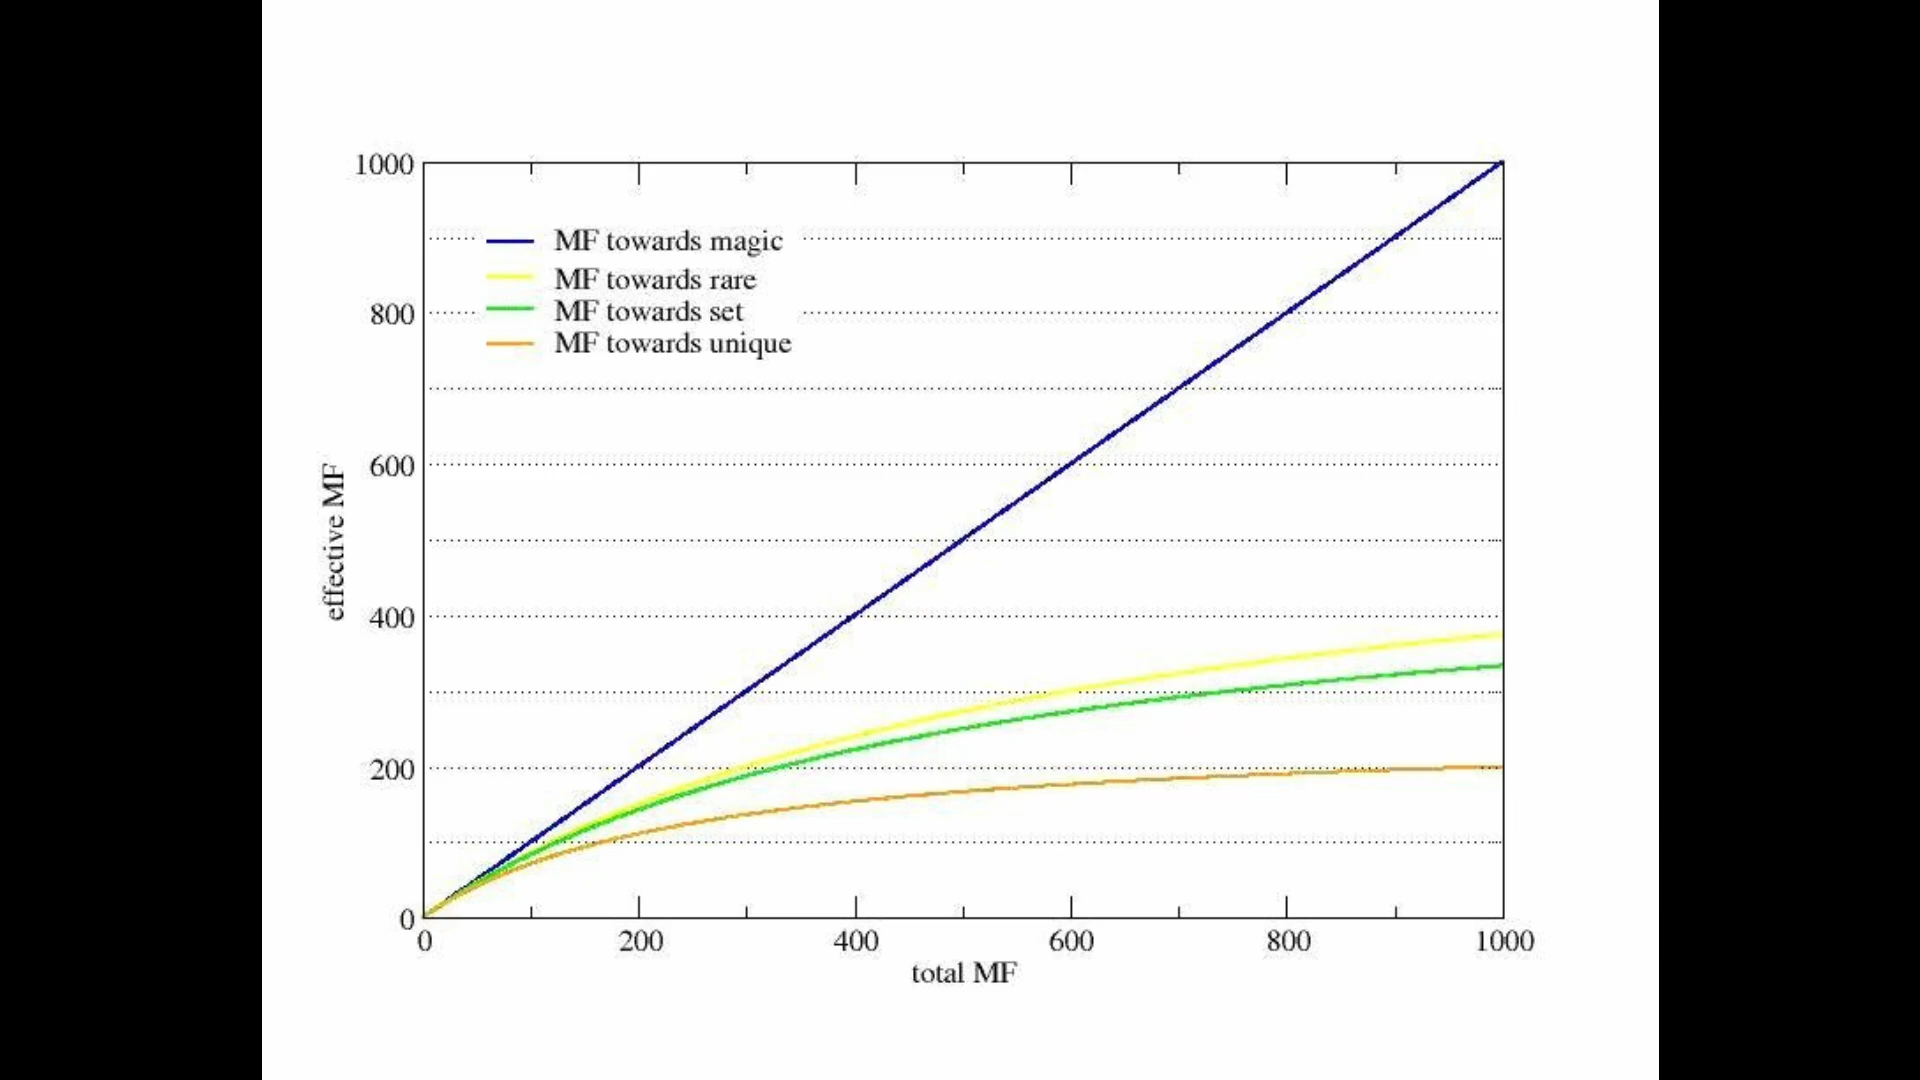 1000
MF towards magic
MF towards rare
800
MF towards set
MF towards unique
600
effective MF
400
200
0
0 200 400 600 800 1000
total MF